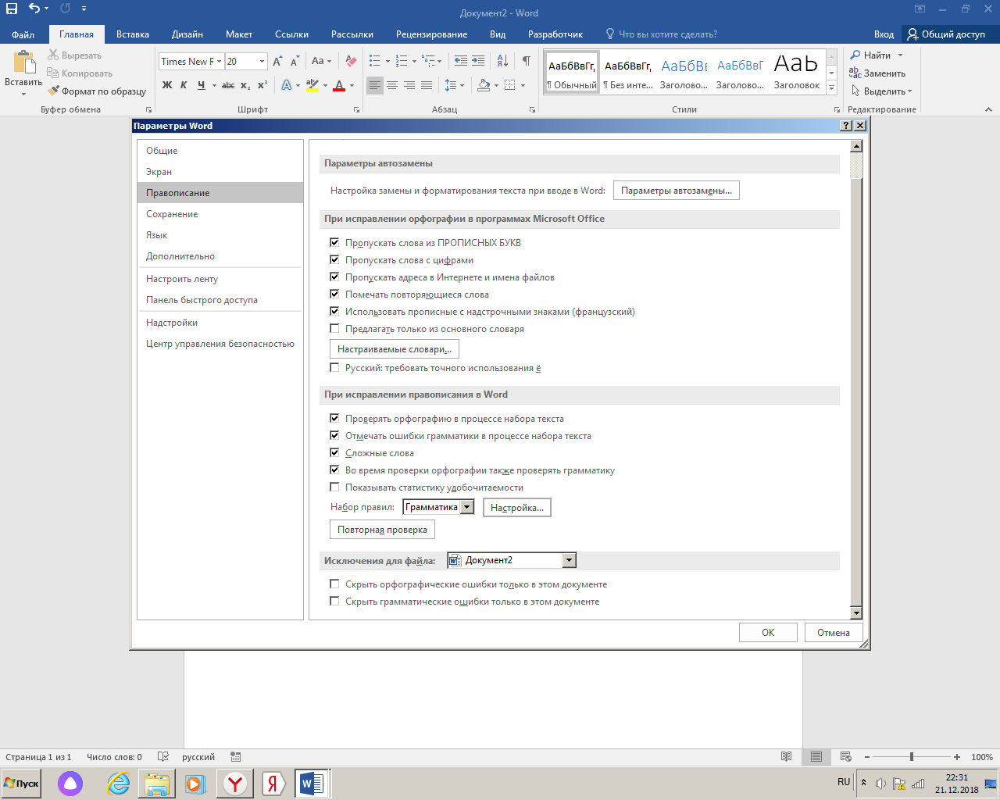 Документ2 - Word
Файл Главная Вставка Дизайн Макет Ссылки Рассылки Рецензирование Вид Разработчик Что вы хотите сделать? Вход Общий доступ
Вставить
Вырезать
Копировать
Формат по образцу
Буфер обмена
Times New R 20
Aa
Ж К Ч abc x₂ x²
Шрифт
Абзац
АаБбВвГг, АаБбВвГг, АаБбВв АаБбВвГ АаБ
¶ Обычный ¶ Без инте... Заголово... Заголово... Заголовок
Стили
Найти
Заменить
Выделить
Редактирование
Параметры Word
Общие
Экран
Правописание
Сохранение
Язык
Дополнительно
Настроить ленту
Панель быстрого доступа
Надстройки
Центр управления безопасностью
Параметры автозамены
Настройка замены и форматирования текста при вводе в Word: Параметры автозамены...
При исправлении орфографии в программах Microsoft Office
Пропускать слова из ПРОПИСНЫХ БУКВ
Пропускать слова с цифрами
Пропускать адреса в Интернете и имена файлов
Помечать повторяющиеся слова
Использовать прописные с надстрочными знаками (французский)
Предлагать только из основного словаря
Настраиваемые словари...
Русский: требовать точного использования ё
При исправлении правописания в Word
Проверять орфографию в процессе набора текста
Отмечать ошибки грамматики в процессе набора текста
Сложные слова
Во время проверки орфографии также проверять грамматику
Показывать статистику удобочитаемости
Набор правил: Грамматика Настройка...
Повторная проверка
Исключения для файла: Документ2
Скрыть орфографические ошибки только в этом документе
Скрыть грамматические ошибки только в этом документе
ОК Отмена
Страница 1 из 1 Число слов: 0 русский 100%
Пуск
RU
22:31
21.12.2018